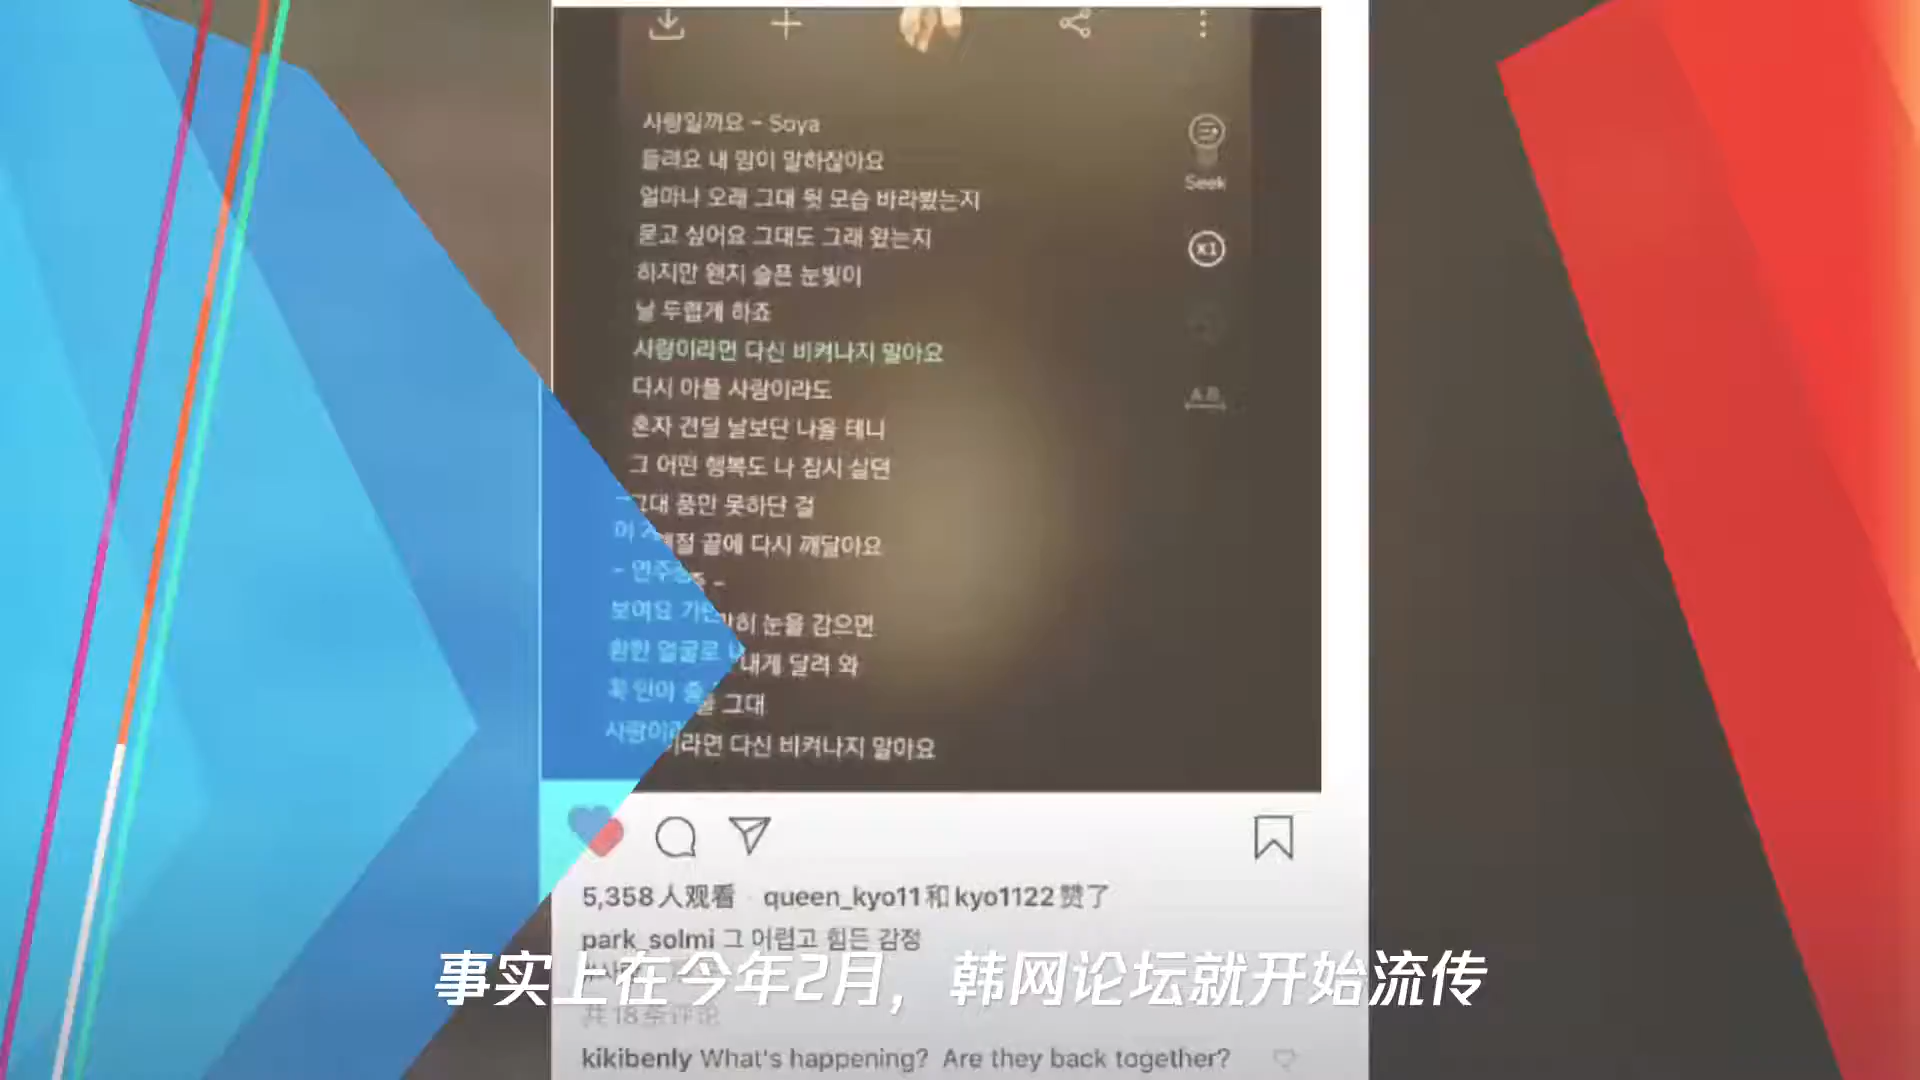 사랑일까요 - Soya
들려요 내 맘이 말하잖아요
얼마나 오래 그대 뒷 모습 바라봤는지
묻고 싶어요 그대도 그래 왔는지
하지만 왠지 슬픈 눈빛이
날 두렵게 하죠
사랑이라면 다신 비켜나지 말아요
다시 아플 사랑이라도
혼자 견딜 날보단 나을 테니
그 어떤 행복도 나 잠시 살던
그대 품만 못하단 걸
끝에 다시 깨달아요
보여요 가만히 눈을 감으면
환한 얼굴로 내게 달려 와
그대
사랑이라면 다신 비켜나지 말아요
Seek
x1
A B
5,358人观看 · queen_kyo11和kyo1122赞了
park_solmi 그 어렵고 힘든 감정
事实上在今年2月，韩网论坛就开始流传
共18条评论
kikibenly What's happening? Are they back together?